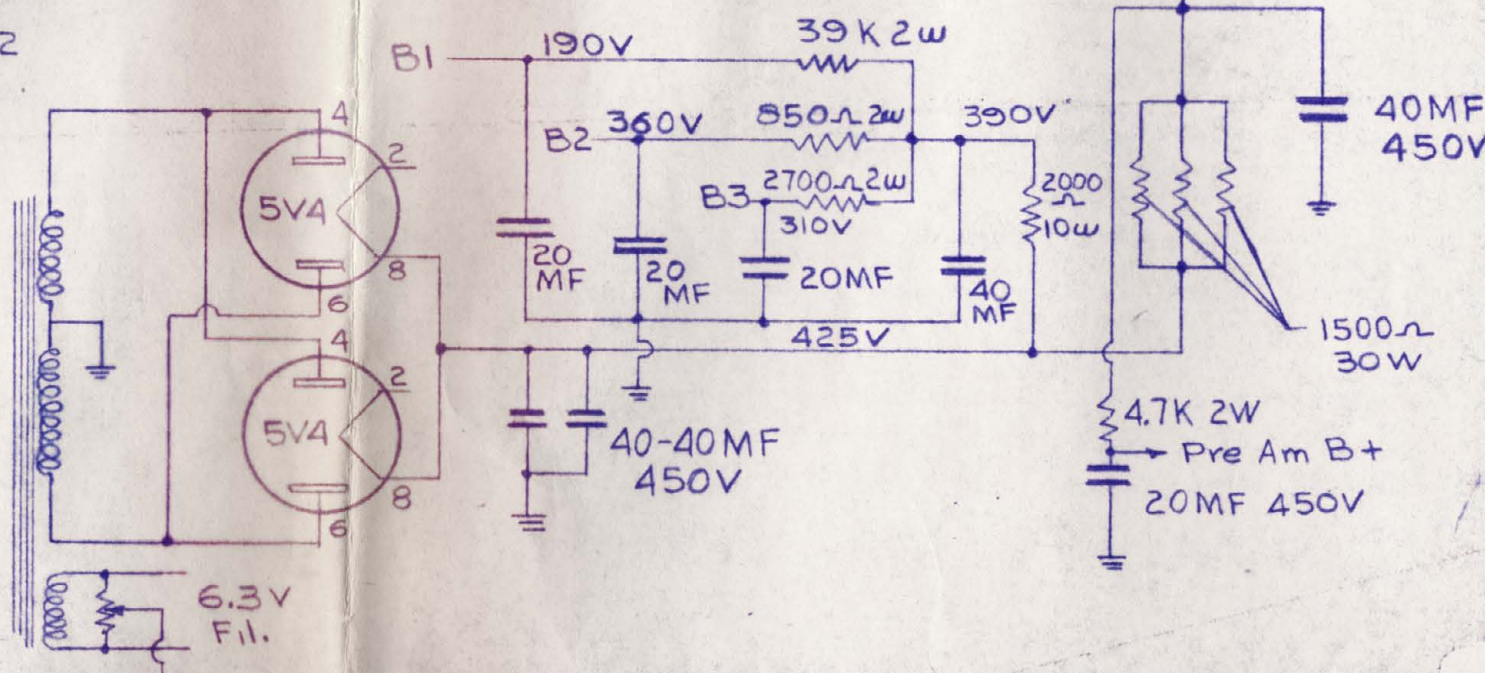 2
B1 190V 39K 2w
B2 360V 850Ω 2w 390V
B3 2700Ω 2w
310V
20
MF
20
MF
20MF
40
MF
2000
Ω
10w
425V
40MF
450V
1500Ω
30W
4
2
5V4
8
6
4
2
5V4
8
6
40-40MF
450V
4.7K 2W
Pre Am B+
20MF 450V
6.3V
Fil.